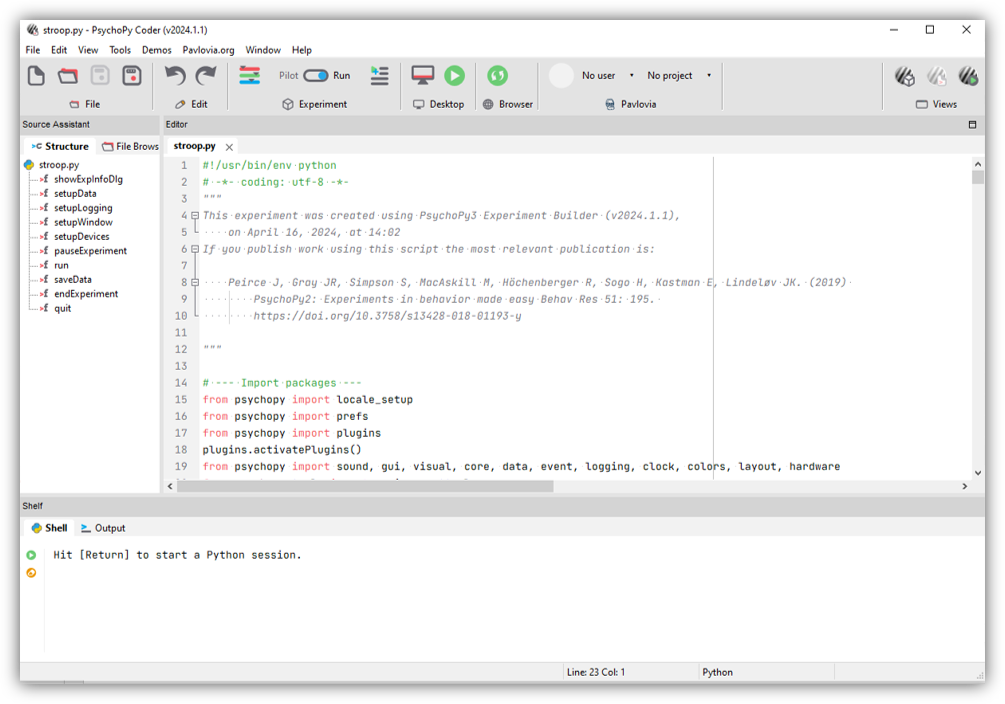 stroop.py - PsychoPy Coder (v2024.1.1)
File Edit View Tools Demos Pavlovia.org Window Help
Pilot Run No user No project
File Edit Experiment Desktop Browser Pavlovia Views
Source Assistant Editor
Structure File Brows stroop.py
stroop.py
showExpInfoDlg
setupData
setupLogging
setupWindow
setupDevices
pauseExperiment
run
saveData
endExperiment
quit
1 #!/usr/bin/env python
2 # -*- coding: utf-8 -*-
3 """
4 This experiment was created using PsychoPy3 Experiment Builder (v2024.1.1),
5 on April 16, 2024, at 14:02
6 If you publish work using this script the most relevant publication is:
7
8 Peirce J, Gray JR, Simpson S, MacAskill M, Höchenberger R, Sogo H, Kastman E, Lindeløv JK. (2019)
9 PsychoPy2: Experiments in behavior made easy Behav Res 51: 195.
10 https://doi.org/10.3758/s13428-018-01193-y
11
12 """
13
14 # --- Import packages ---
15 from psychopy import locale_setup
16 from psychopy import prefs
17 from psychopy import plugins
18 plugins.activatePlugins()
19 from psychopy import sound, gui, visual, core, data, event, logging, clock, colors, layout, hardware
Shelf
Shell Output
Hit [Return] to start a Python session.
Line: 23 Col: 1 Python